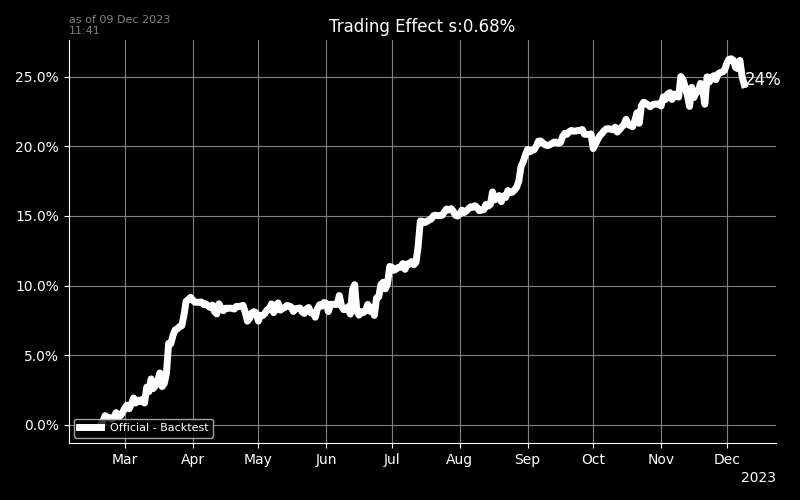 as of 09 Dec 2023
11:41
Trading Effect s:0.68%
25.0%
24%
20.0%
15.0%
10.0%
5.0%
0.0%
Official - Backtest
Mar Apr May Jun Jul Aug Sep Oct Nov Dec
2023